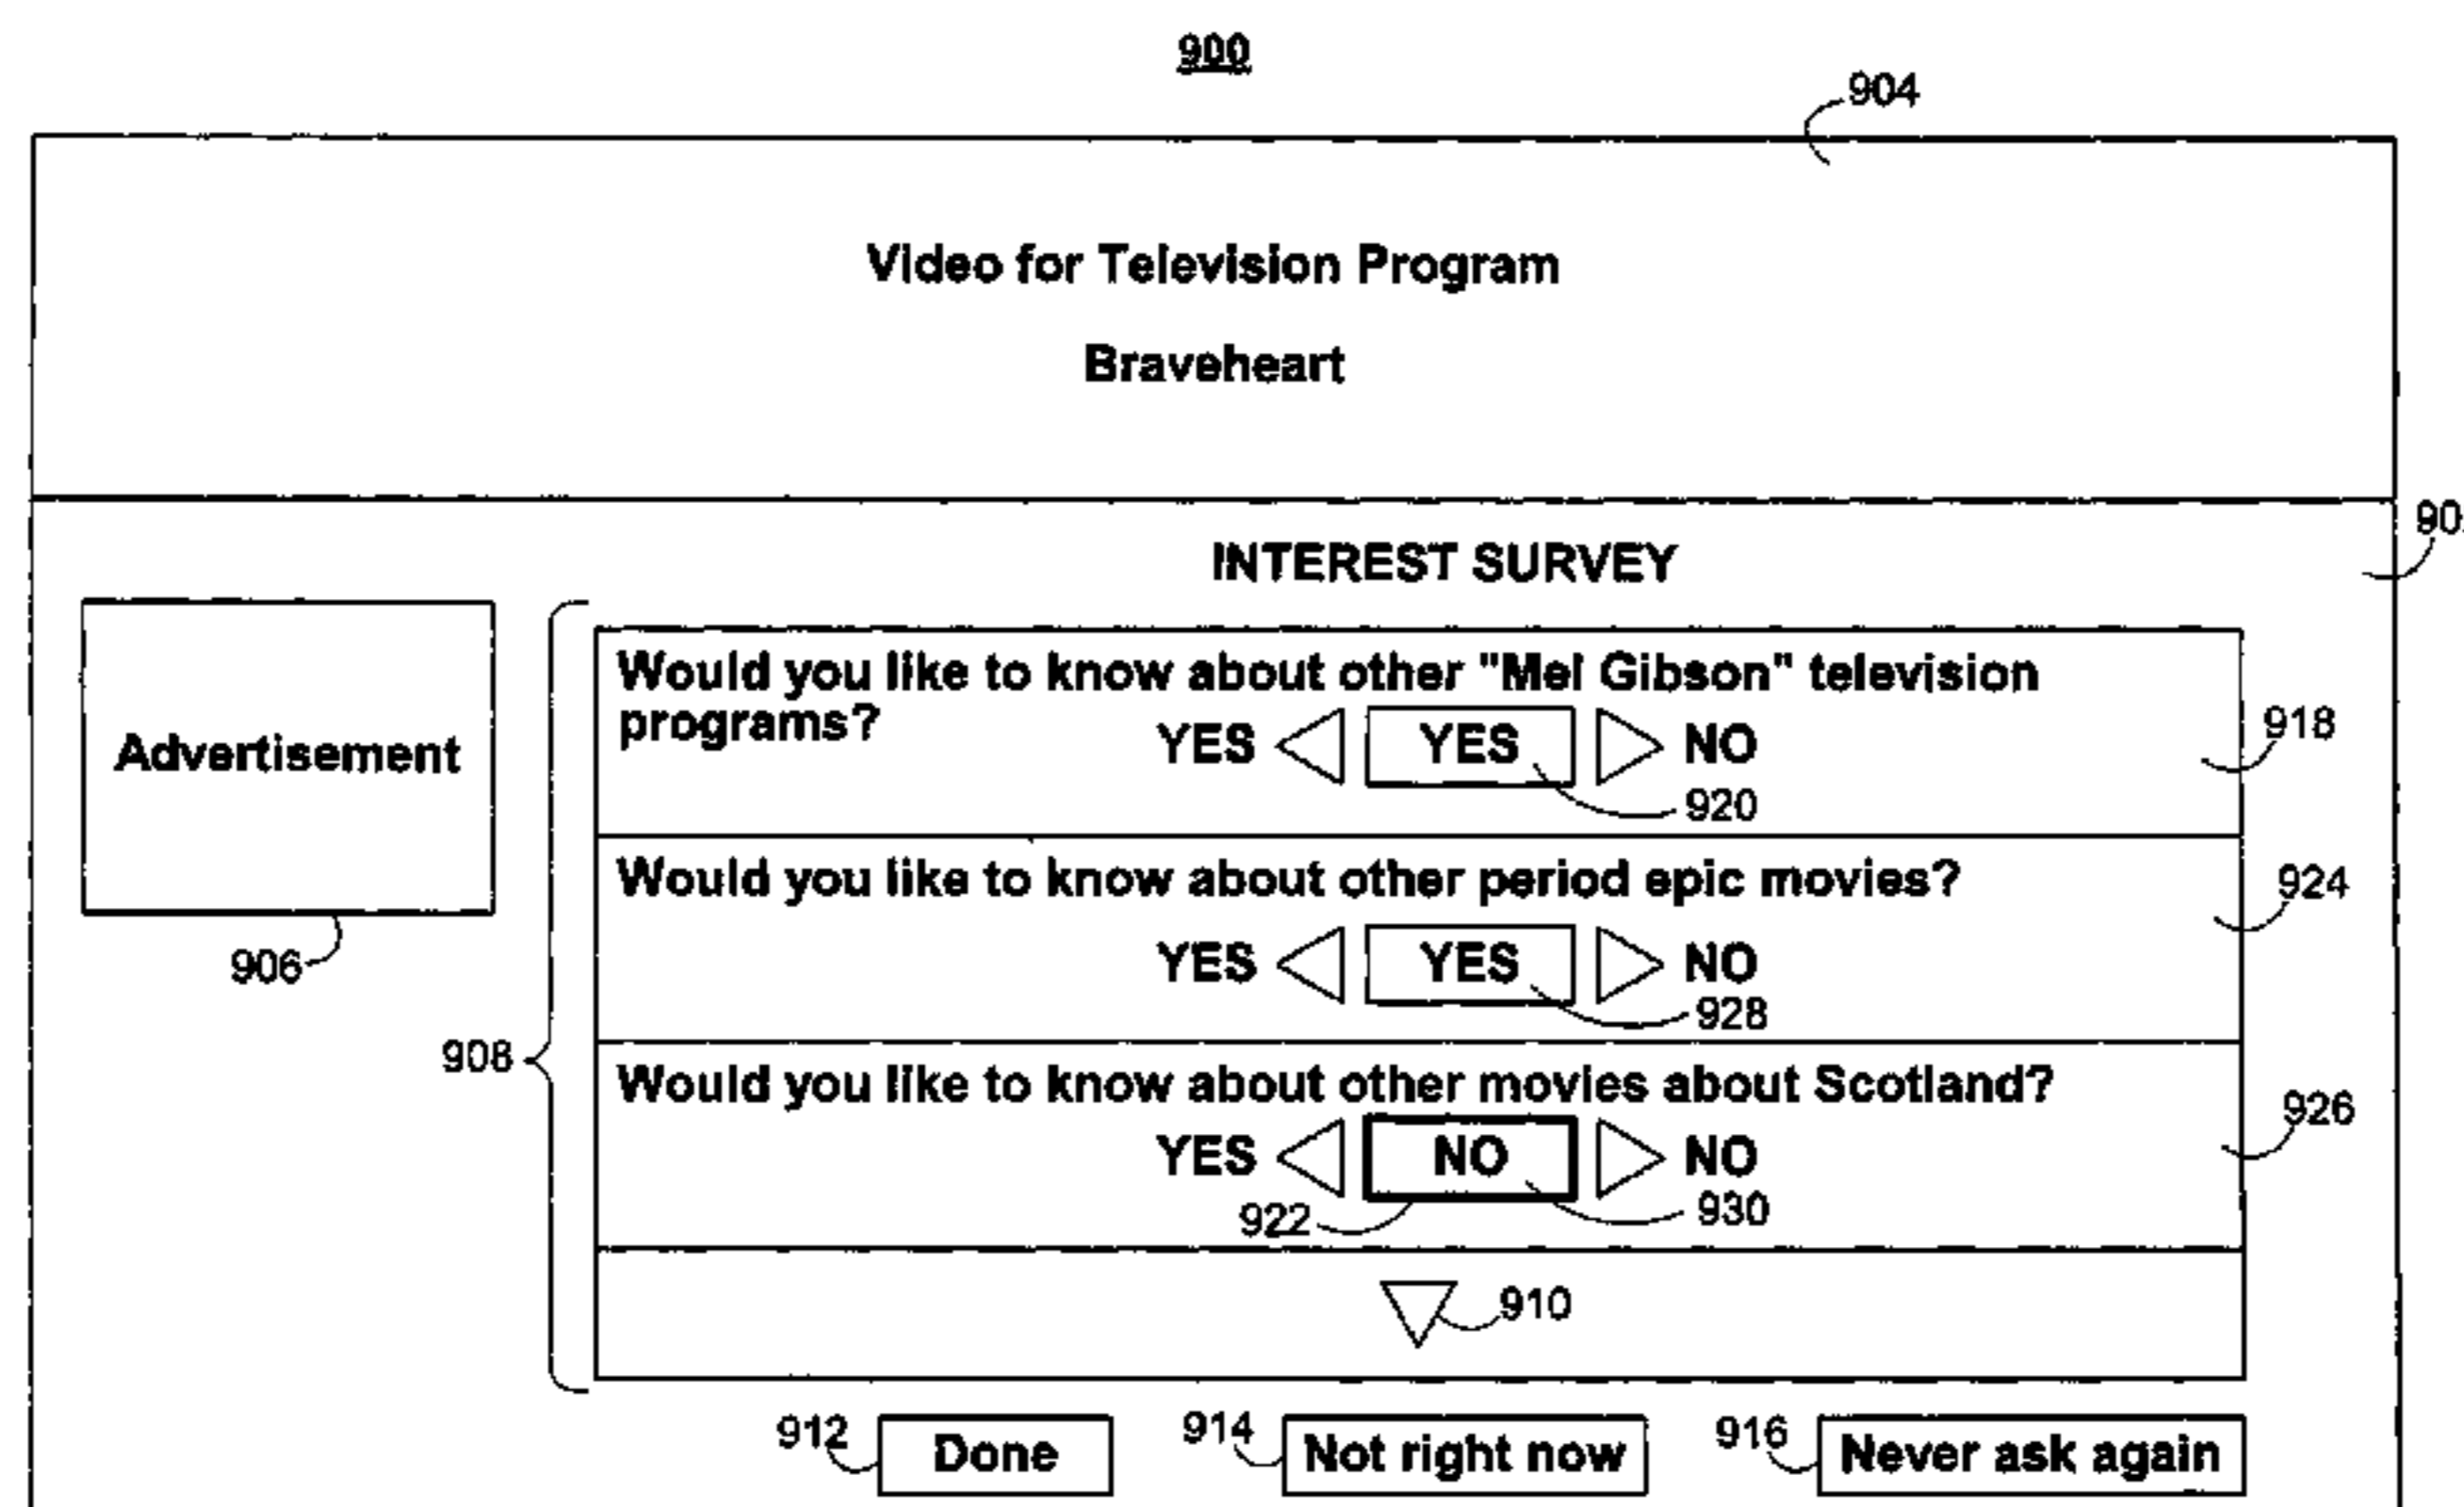 900
904
Video for Television Program
Braveheart
INTEREST SURVEY
Advertisement
906
908
Would you like to know about other "Mel Gibson" television
programs?
YES YES NO
918
920
Would you like to know about other period epic movies?
924
YES YES NO
928
Would you like to know about other movies about Scotland?
926
YES NO NO
922 930
910
912 Done 914 Not right now 916 Never ask again